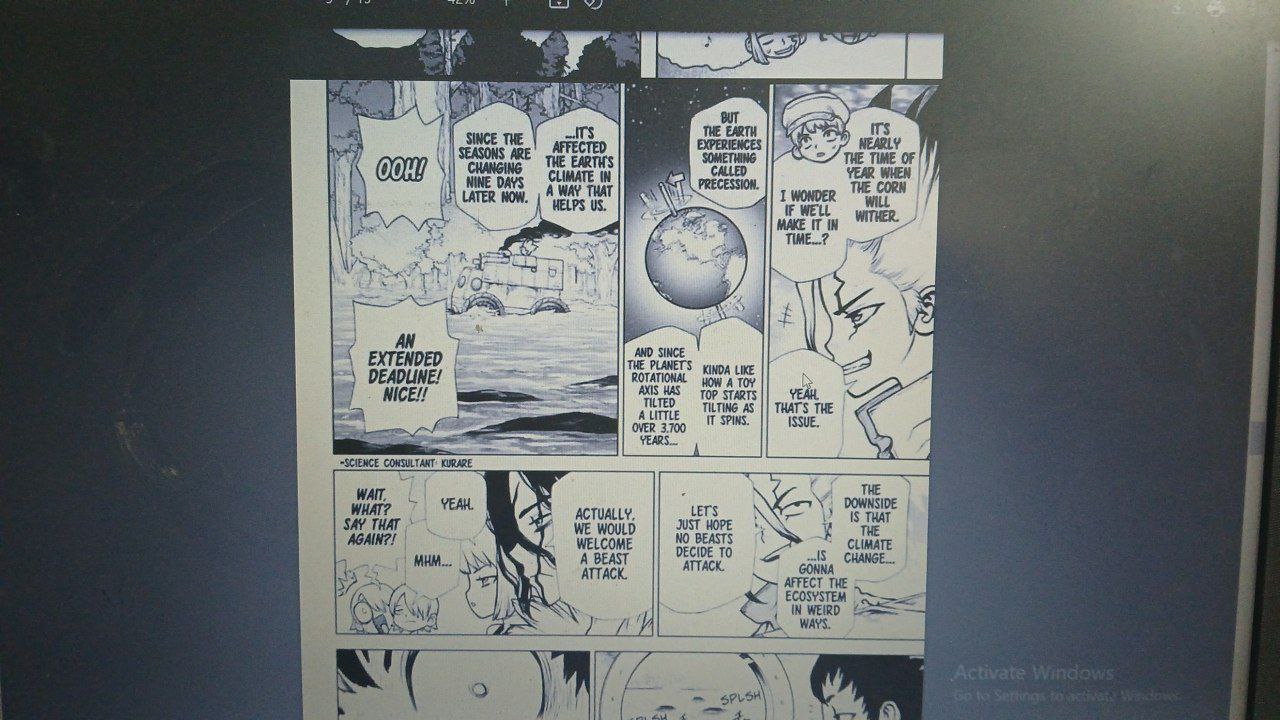 42%
IT'S
NEARLY
THE TIME OF
YEAR WHEN
THE CORN
WILL
WITHER.
I WONDER
IF WE'LL
MAKE IT IN
TIME...?
YEAH.
THAT'S THE
ISSUE.
BUT
THE EARTH
EXPERIENCES
SOMETHING
CALLED
PRECESSION.
KINDA LIKE
HOW A TOY
TOP STARTS
TILTING AS
IT SPINS.
AND SINCE
THE PLANET'S
ROTATIONAL
AXIS HAS
TILTED
A LITTLE
OVER 3,700
YEARS...
...IT'S
AFFECTED
THE EARTH'S
CLIMATE IN
A WAY THAT
HELPS US.
SINCE THE
SEASONS ARE
CHANGING
NINE DAYS
LATER NOW.
OOH!
AN
EXTENDED
DEADLINE!
NICE!!
-SCIENCE CONSULTANT: KURARE
THE
DOWNSIDE
IS THAT
THE
CLIMATE
CHANGE...
...IS
GONNA
AFFECT THE
ECOSYSTEM
IN WEIRD
WAYS.
LET'S
JUST HOPE
NO BEASTS
DECIDE TO
ATTACK.
ACTUALLY,
WE WOULD
WELCOME
A BEAST
ATTACK.
YEAH.
MHM...
WAIT,
WHAT?
SAY THAT
AGAIN?!
SPLSH
SPLSH
Activate Windows
Go to Settings to activate Windows.